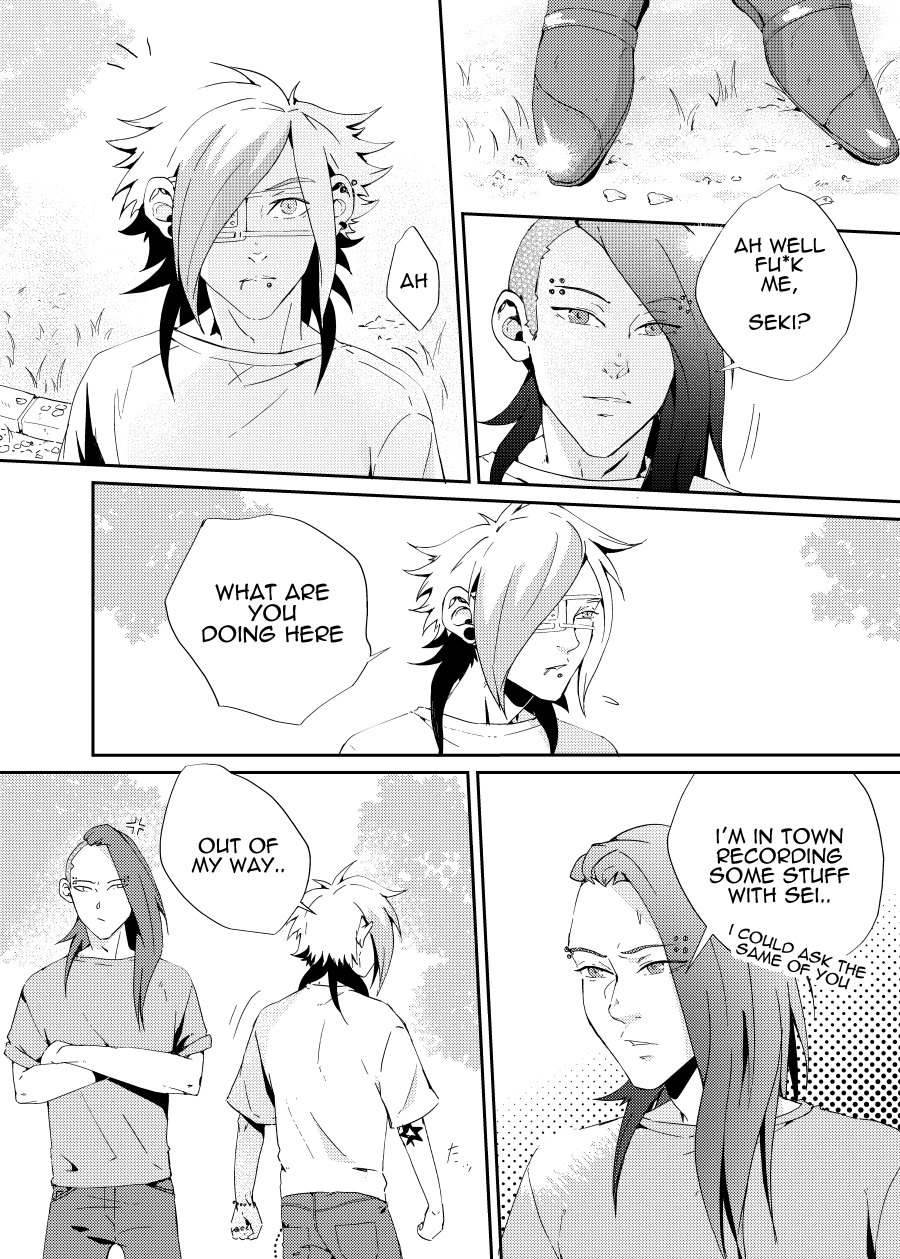 AH
AH WELL
FU*K
ME,
SEKI?
WHAT ARE
YOU
DOING HERE
OUT OF
MY WAY..
I'M IN TOWN
RECORDING
SOME STUFF
WITH SEI..
I COULD ASK THE
SAME OF YOU